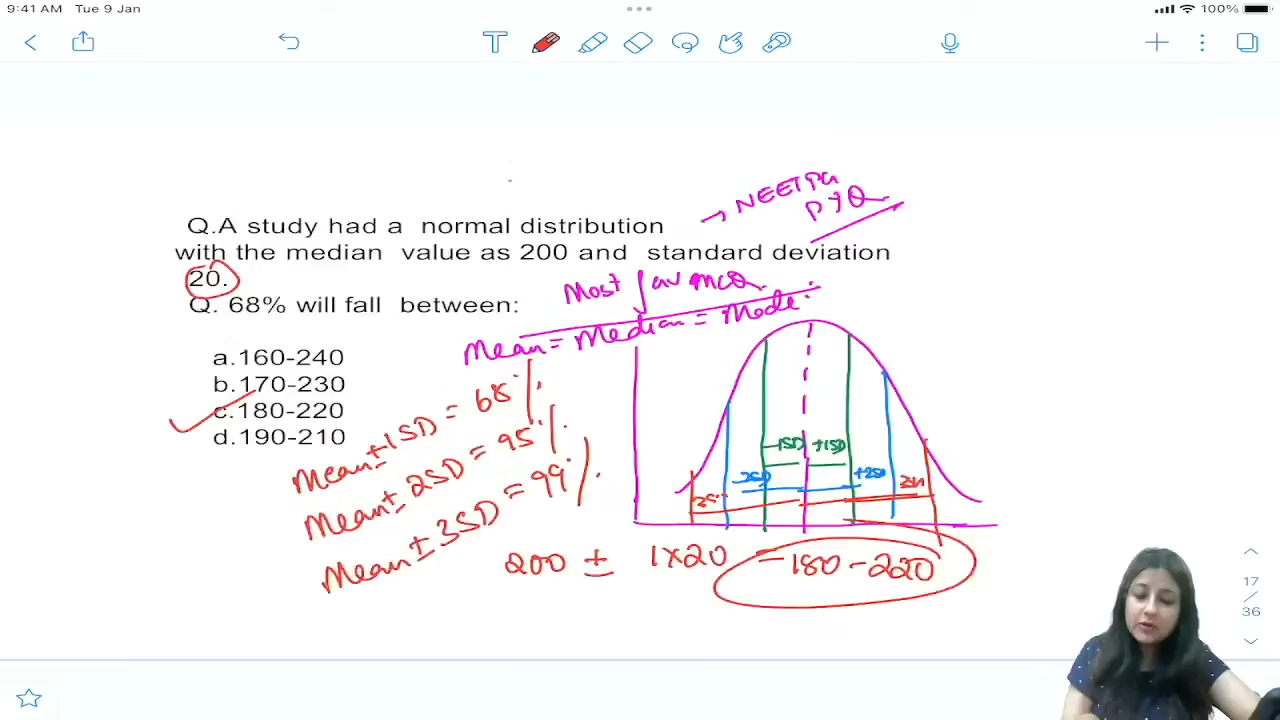 9:41 AM Tue 9 Jan
100%
T
→ NEETPG
PYQ
Q.A study had a normal distribution
with the median value as 200 and standard deviation
20.
Q. 68% will fall between:
Most fav MCQ
Mean = Median = Mode
a.160-240
b.170-230
c.180-220
d.190-210
Mean ± 1SD = 68%
Mean ± 2SD = 95%
Mean ± 3SD = 99%
-1SD +1SD
-2SD +2SD
200 ± 1×20 = 180-220
17
/
36